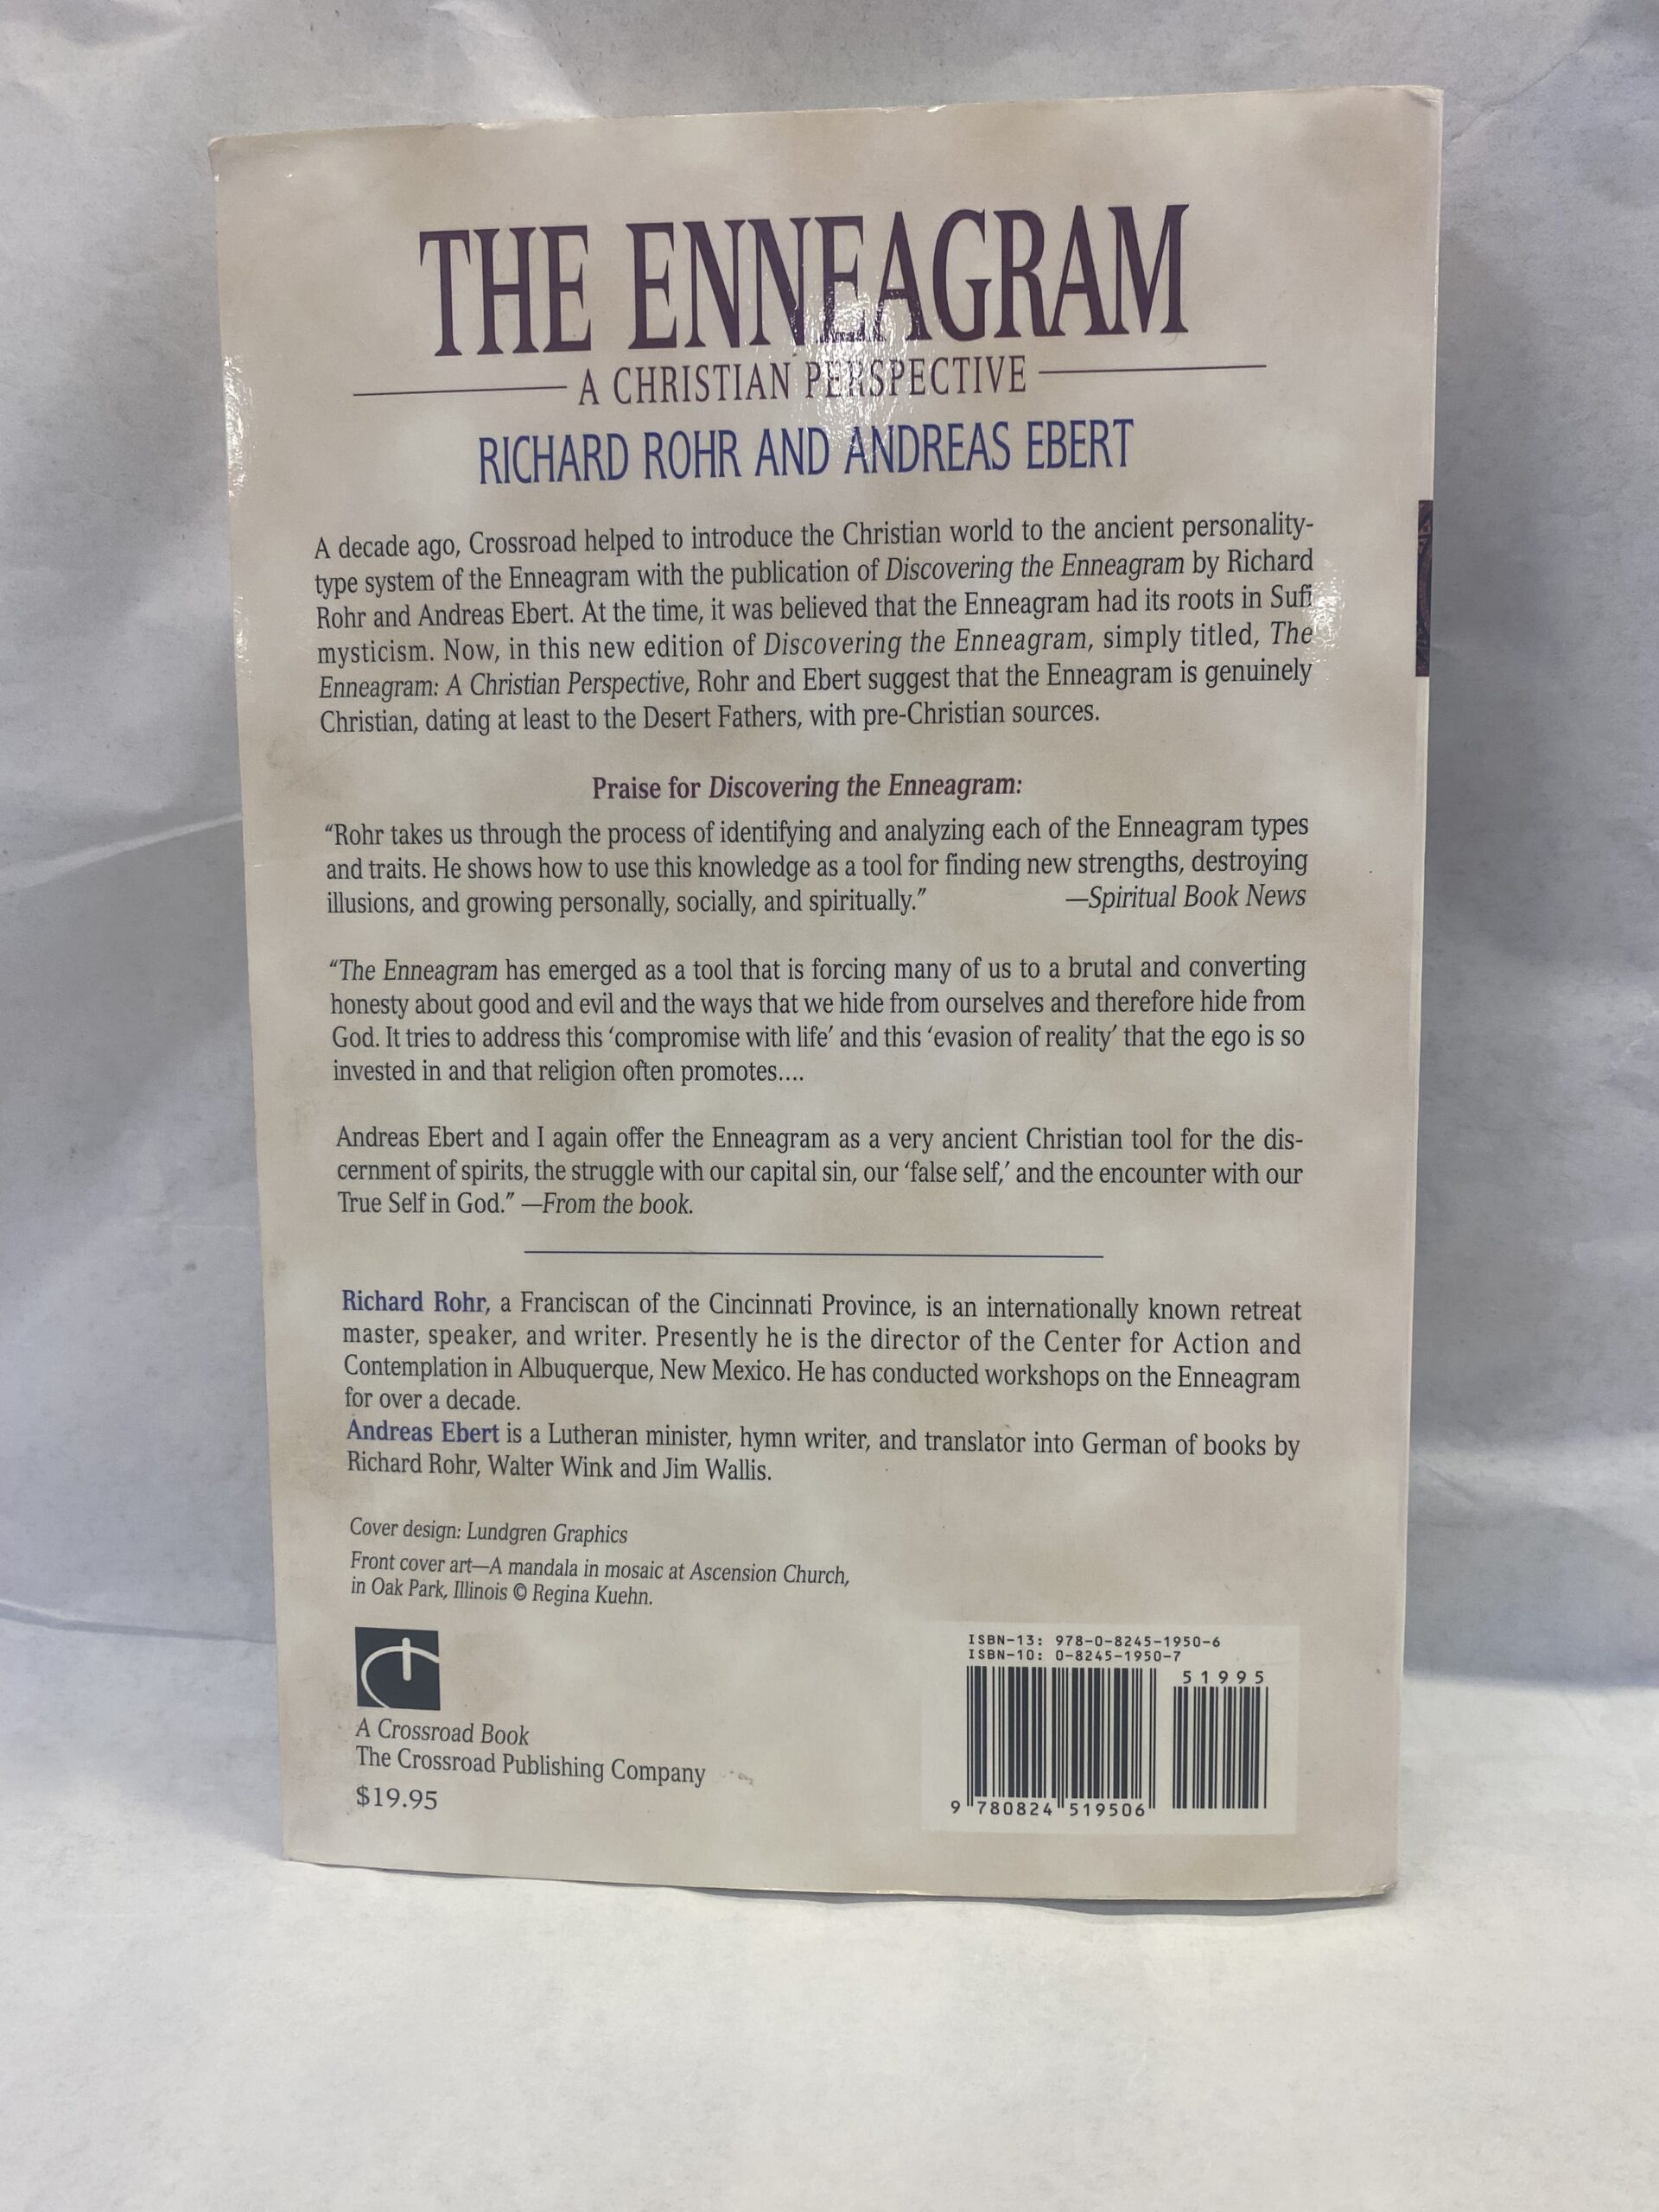 THE ENNEAGRAM
A CHRISTIAN PERSPECTIVE
RICHARD ROHR AND ANDREAS EBERT
A decade ago, Crossroad helped to introduce the Christian world to the ancient personality-
type system of the Enneagram with the publication of Discovering the Enneagram by Richard
Rohr and Andreas Ebert. At the time, it was believed that the Enneagram had its roots in Sufi
mysticism. Now, in this new edition of Discovering the Enneagram, simply titled, The
Enneagram: A Christian Perspective, Rohr and Ebert suggest that the Enneagram is genuinely
Christian, dating at least to the Desert Fathers, with pre-Christian sources.
Praise for Discovering the Enneagram:
“Rohr takes us through the process of identifying and analyzing each of the Enneagram types
and traits. He shows how to use this knowledge as a tool for finding new strengths, destroying
illusions, and growing personally, socially, and spiritually.” —Spiritual Book News
“The Enneagram has emerged as a tool that is forcing many of us to a brutal and converting
honesty about good and evil and the ways that we hide from ourselves and therefore hide from
God. It tries to address this ‘compromise with life’ and this ‘evasion of reality’ that the ego is so
invested in and that religion often promotes....
Andreas Ebert and I again offer the Enneagram as a very ancient Christian tool for the dis-
cernment of spirits, the struggle with our capital sin, our ‘false self,’ and the encounter with our
True Self in God.” —From the book.
Richard Rohr, a Franciscan of the Cincinnati Province, is an internationally known retreat
master, speaker, and writer. Presently he is the director of the Center for Action and
Contemplation in Albuquerque, New Mexico. He has conducted workshops on the Enneagram
for over a decade.
Andreas Ebert is a Lutheran minister, hymn writer, and translator into German of books by
Richard Rohr, Walter Wink and Jim Wallis.
Cover design: Lundgren Graphics
Front cover art—A mandala in mosaic at Ascension Church,
in Oak Park, Illinois © Regina Kuehn.
A Crossroad Book
The Crossroad Publishing Company
$19.95
ISBN-13: 978-0-8245-1950-6
ISBN-10: 0-8245-1950-7
51995
9 780824 519506